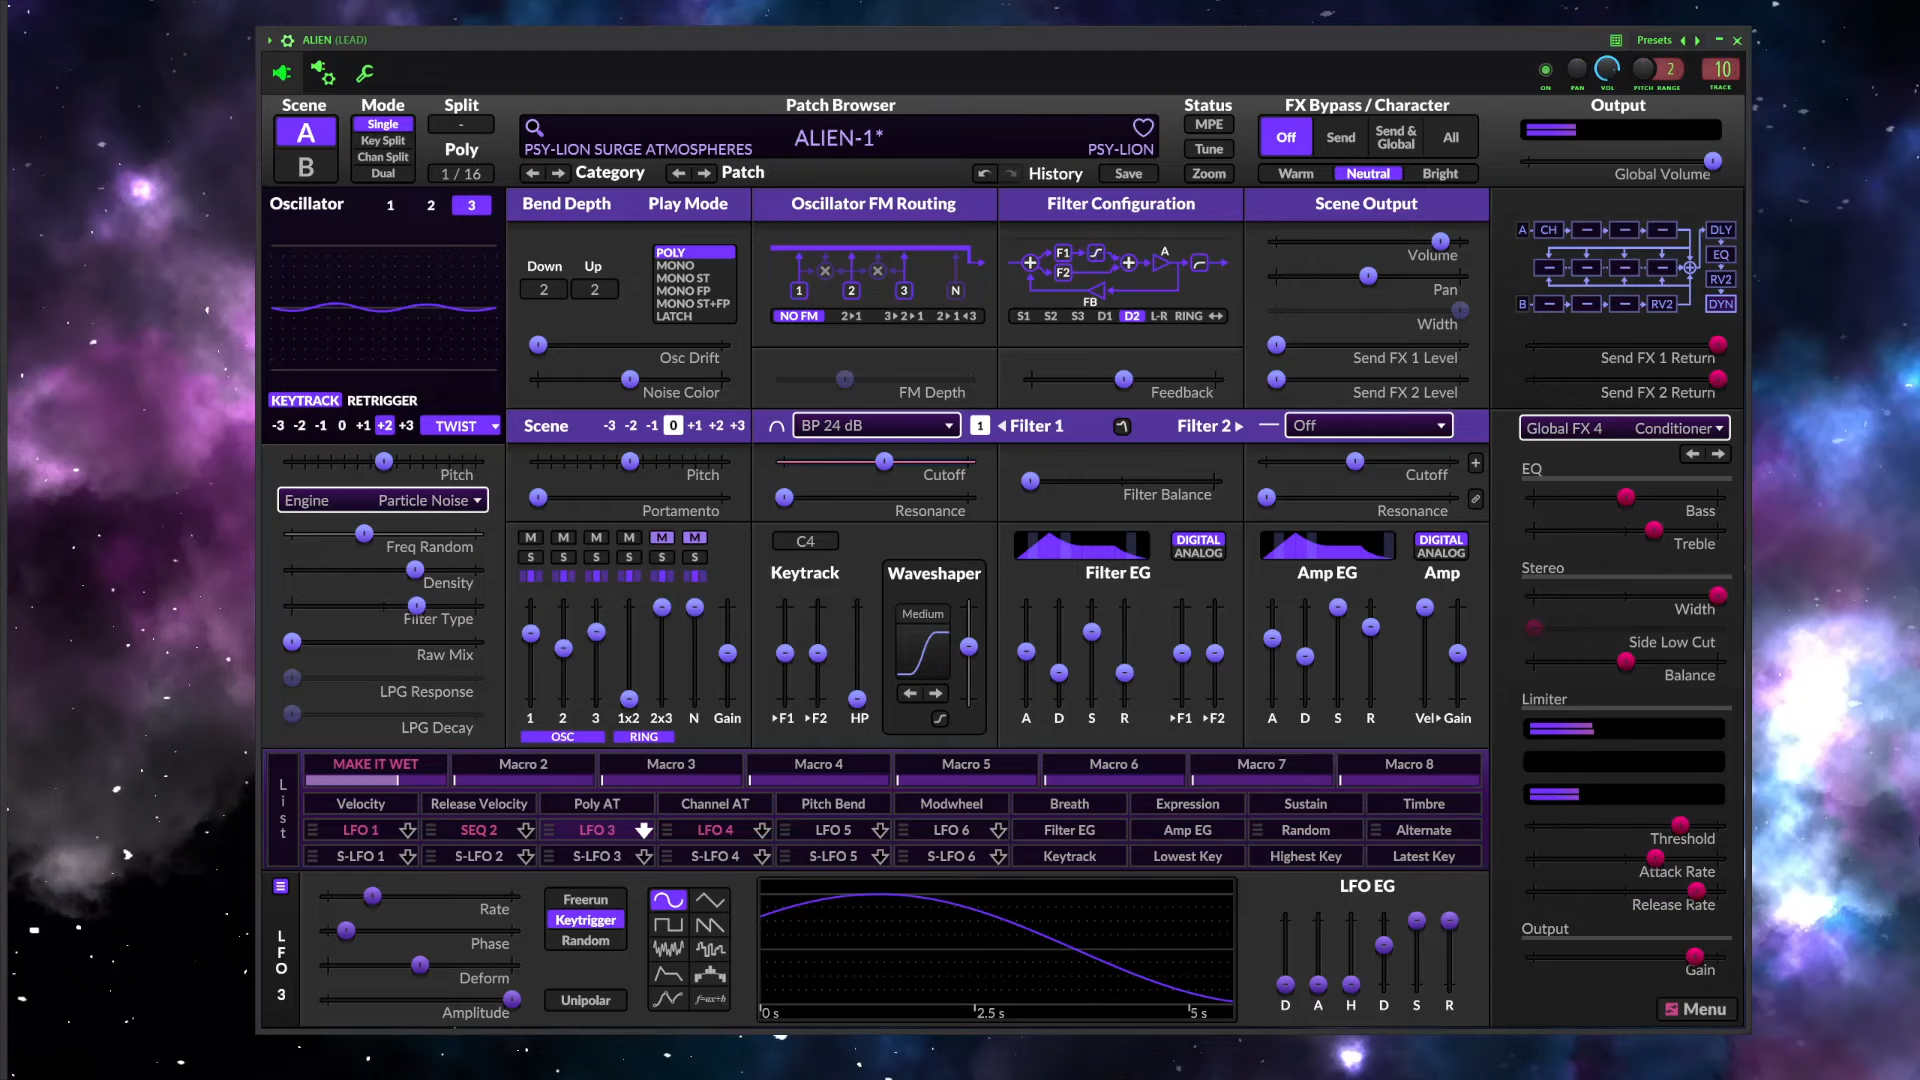 ALIEN (LEAD)
Presets
ON PAN VOL PITCH RANGE 2 10 TRACK
Scene Mode Split Patch Browser Status FX Bypass / Character Output
A Single - MPE
B Key Split Poly Tune
Chan Split 1 / 16 Zoom
Dual
ALIEN-1*
PSY-LION SURGE ATMOSPHERES PSY-LION
Category Patch History Save
Off Send Send & Global All
Warm Neutral Bright
Global Volume
Oscillator 1 2 3
Bend Depth Play Mode
Oscillator FM Routing
Filter Configuration
Scene Output
Down Up
2 2
POLY
MONO
MONO ST
MONO FP
MONO ST+FP
LATCH
1 2 3 N
NO FM 2▸1 3▸2▸1 2▸1◂3
F1 F2 A FB
S1 S2 S3 D1 D2 L-R RING
Volume
Pan
Width
Send FX 1 Level
Send FX 2 Level
A CH DLY
EQ
RV2
B RV2 DYN
Send FX 1 Return
Send FX 2 Return
Osc Drift
Noise Color
FM Depth
Feedback
KEYTRACK RETRIGGER
-3 -2 -1 0 +1 +2 +3 TWIST
Scene -3 -2 -1 0 +1 +2 +3
BP 24 dB 1 Filter 1 Filter 2 Off
Pitch
Engine Particle Noise
Freq Random
Density
Filter Type
Raw Mix
LPG Response
LPG Decay
Pitch
Portamento
Cutoff
Resonance
Filter Balance
Cutoff
Resonance
M M M M M M
S S S S S S
1 2 3 1x2 2x3 N Gain
OSC RING
C4
Keytrack
▸F1 ▸F2 HP
Waveshaper
Medium
DIGITAL
ANALOG
Filter EG
A D S R ▸F1 ▸F2
DIGITAL
ANALOG
Amp EG Amp
A D S R Vel▸Gain
Global FX 4 Conditioner
EQ
Bass
Treble
Stereo
Width
Side Low Cut
Balance
Limiter
Threshold
Attack Rate
Release Rate
Output
Gain
Menu
List
MAKE IT WET Macro 2 Macro 3 Macro 4 Macro 5 Macro 6 Macro 7 Macro 8
Velocity Release Velocity Poly AT Channel AT Pitch Bend Modwheel Breath Expression Sustain Timbre
LFO 1 SEQ 2 LFO 3 LFO 4 LFO 5 LFO 6 Filter EG Amp EG Random Alternate
S-LFO 1 S-LFO 2 S-LFO 3 S-LFO 4 S-LFO 5 S-LFO 6 Keytrack Lowest Key Highest Key Latest Key
LFO 3
Rate
Phase
Deform
Amplitude
Freerun
Keytrigger
Random
Unipolar
f=ax+b
0 s 2.5 s 5 s
LFO EG
D A H D S R